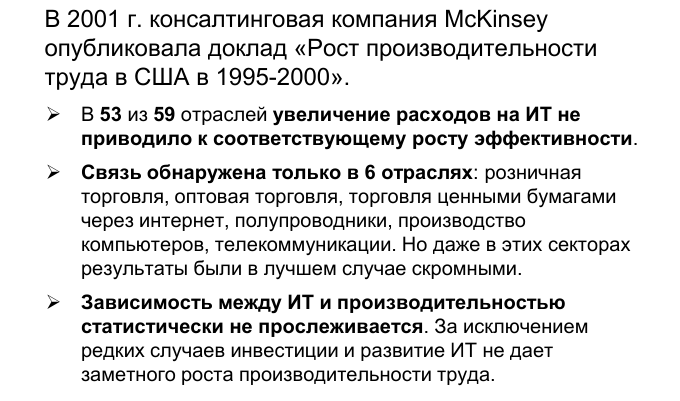 В 2001 г. консалтинговая компания McKinsey
опубликовала доклад «Рост производительности
труда в США в 1995-2000».
➢ В 53 из 59 отраслей увеличение расходов на ИТ не
приводило к соответствующему росту эффективности.
➢ Связь обнаружена только в 6 отраслях: розничная
торговля, оптовая торговля, торговля ценными бумагами
через интернет, полупроводники, производство
компьютеров, телекоммуникации. Но даже в этих секторах
результаты были в лучшем случае скромными.
➢ Зависимость между ИТ и производительностью
статистически не прослеживается. За исключением
редких случаев инвестиции и развитие ИТ не дает
заметного роста производительности труда.